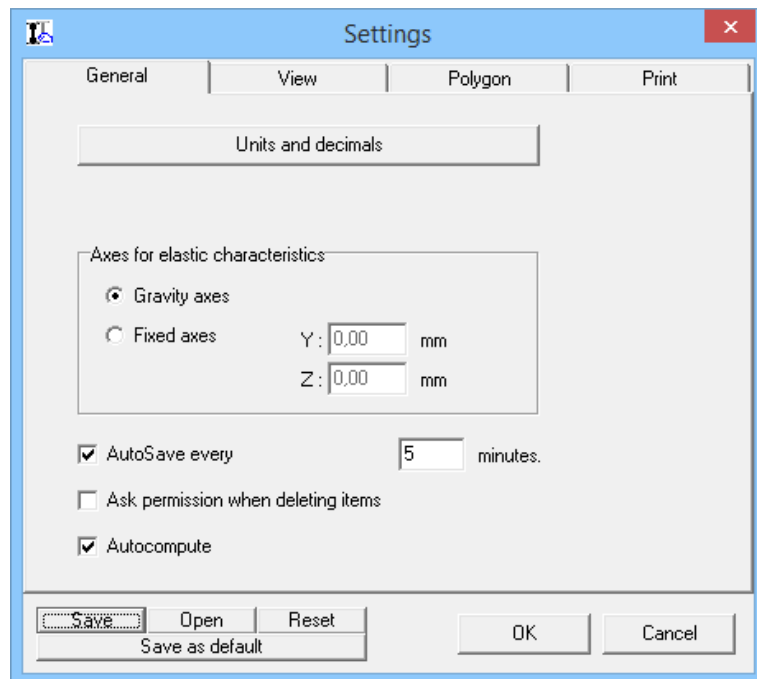 Settings
General View Polygon Print
Units and decimals
Axes for elastic characteristics
Gravity axes
Fixed axes Y : 0,00 mm
Z : 0,00 mm
AutoSave every 5 minutes.
Ask permission when deleting items
Autocompute
Save Open Reset
Save as default
OK Cancel